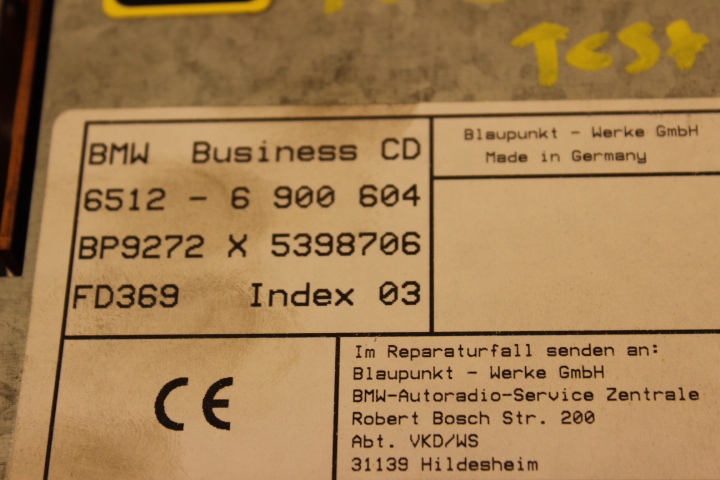 Test
BMW Business CD
6512 - 6 900 604
BP9272 X 5398706
FD369 Index 03
Blaupunkt - Werke GmbH
Made in Germany
CE
Im Reparaturfall senden an:
Blaupunkt - Werke GmbH
BMW-Autoradio-Service Zentrale
Robert Bosch Str. 200
Abt. VKD/WS
31139 Hildesheim